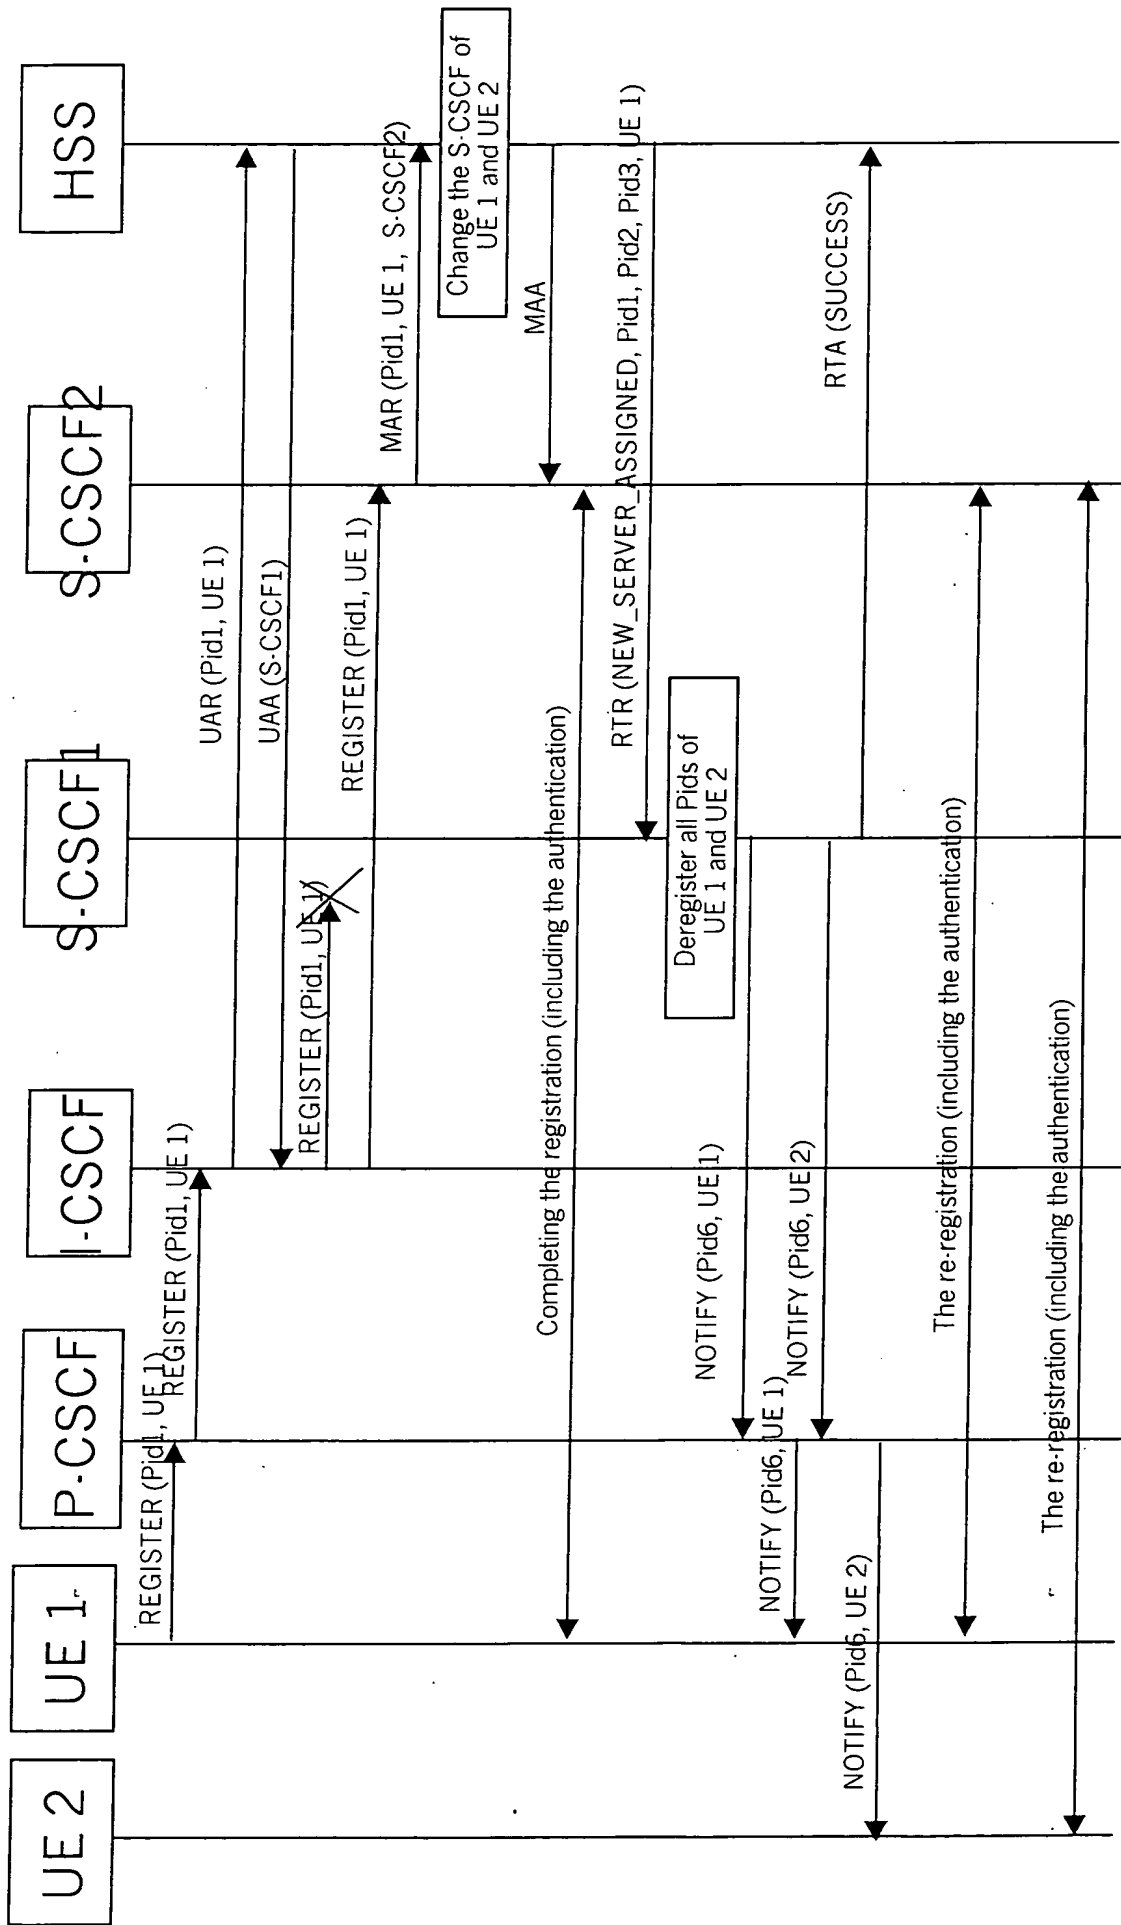 UE 2
UE 1
P-CSCF
I-CSCF
S-CSCF1
S-CSCF2
HSS
REGISTER (Pid1, UE 1)
REGISTER (Pid1, UE 1)
UAR (Pid1, UE 1)
UAA (S-CSCF1)
REGISTER (Pid1, UE 1)
REGISTER (Pid1, UE 1)
MAR (Pid1, UE 1, S-CSCF2)
Change the S-CSCF of
UE 1 and UE 2
MAA
Completing the registration (including the authentication)
RTR (NEW_SERVER_ASSIGNED, Pid1, Pid2, Pid3, UE 1)
Deregister all Pids of
UE 1 and UE 2
NOTIFY (Pid6, UE 1)
NOTIFY (Pid6, UE 1)
NOTIFY (Pid6, UE 2)
RTA (SUCCESS)
NOTIFY (Pid6, UE 2)
The re-registration (including the authentication)
The re-registration (including the authentication)